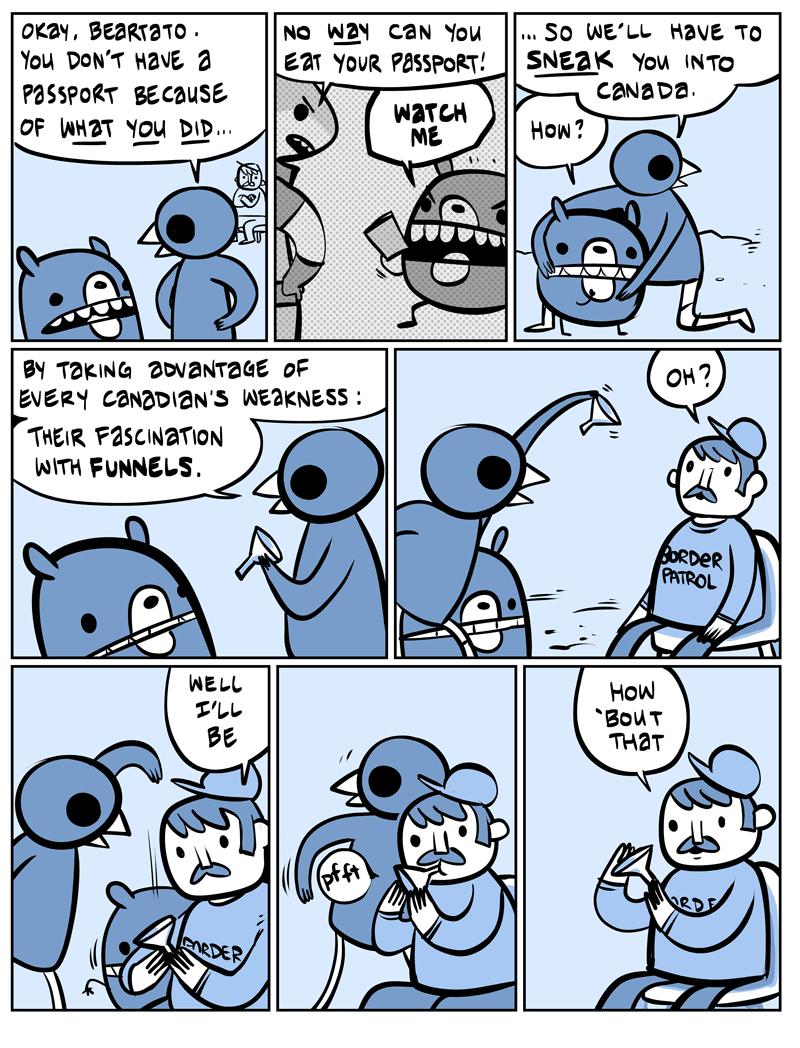 OKAY, BEARTATO.
YOU DON'T HAVE A
PASSPORT BECAUSE
OF WHAT YOU DID...
NO WAY CAN YOU
EAT YOUR PASSPORT!
WATCH
ME
... SO WE'LL HAVE TO
SNEAK YOU INTO
CANADA.
HOW?
BY TAKING ADVANTAGE OF
EVERY CANADIAN'S WEAKNESS:
THEIR FASCINATION
WITH FUNNELS.
OH?
BORDER
PATROL
WELL
I'LL
BE
BORDER
pfft
HOW
'BOUT
THAT
ORDE